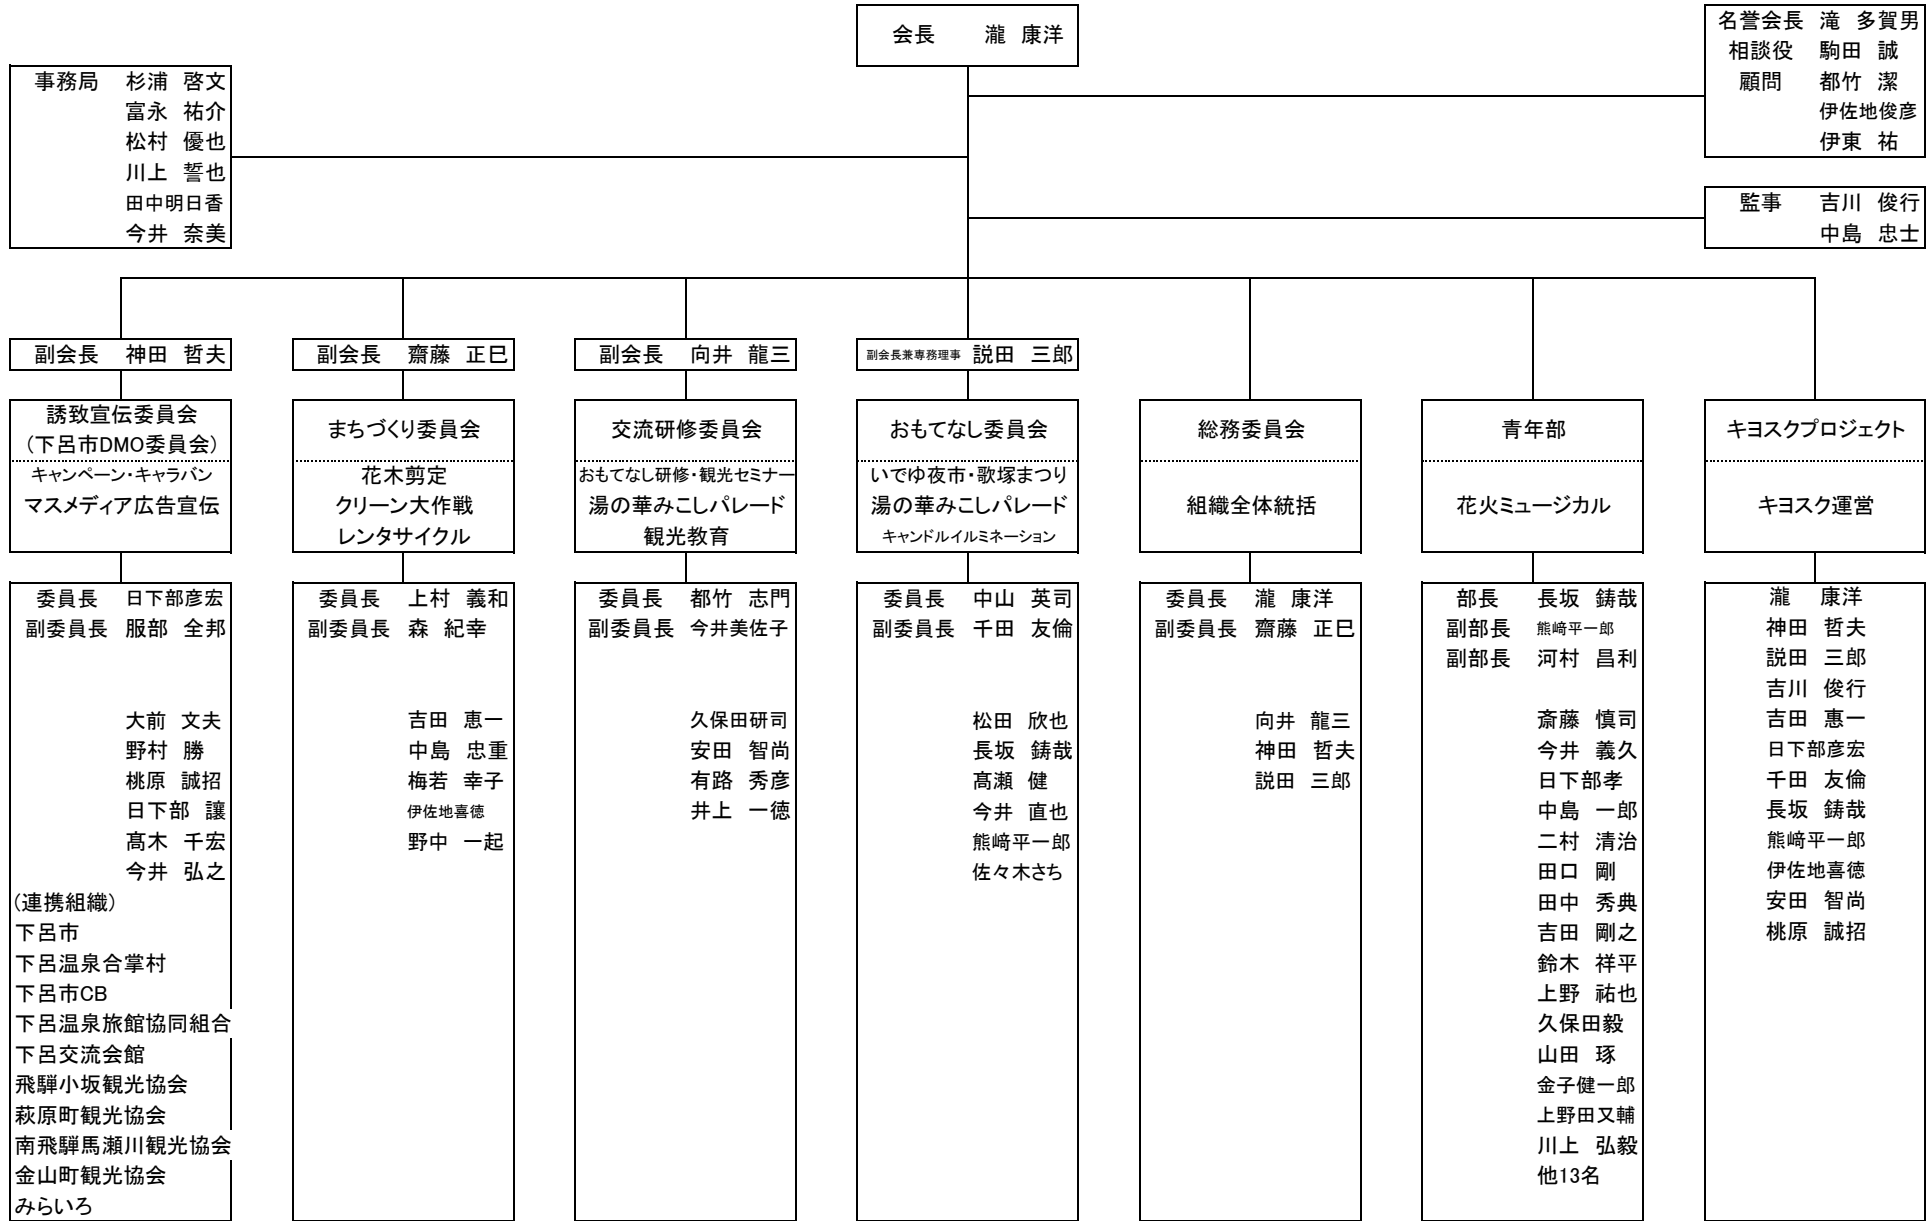 会長 瀧 康洋
名誉会長 滝 多賀男
相談役 駒田 誠
顧問 都竹 潔
伊佐地俊彦
伊東 祐
事務局 杉浦 啓文
富永 祐介
松村 優也
川上 誓也
田中明日香
今井 奈美
監事 吉川 俊行
中島 忠士
副会長 神田 哲夫
誘致宣伝委員会
(下呂市DMO委員会)
キャンペーン・キャラバン
マスメディア広告宣伝
委員長 日下部彦宏
副委員長 服部 全邦
大前 文夫
野村 勝
桃原 誠招
日下部 譲
髙木 千宏
今井 弘之
(連携組織)
下呂市
下呂温泉合掌村
下呂市CB
下呂温泉旅館協同組合
下呂交流会館
飛騨小坂観光協会
萩原町観光協会
南飛騨馬瀬川観光協会
金山町観光協会
みらいろ
副会長 齋藤 正巳
まちづくり委員会
花木剪定
クリーン大作戦
レンタサイクル
委員長 上村 義和
副委員長 森 紀幸
吉田 恵一
中島 忠重
梅若 幸子
伊佐地喜徳
野中 一起
副会長 向井 龍三
交流研修委員会
おもてなし研修・観光セミナー
湯の華みこしパレード
観光教育
委員長 都竹 志門
副委員長 今井美佐子
久保田研司
安田 智尚
有路 秀彦
井上 一徳
副会長兼専務理事 説田 三郎
おもてなし委員会
いでゆ夜市・歌塚まつり
湯の華みこしパレード
キャンドルイルミネーション
委員長 中山 英司
副委員長 千田 友倫
松田 欣也
長坂 鋳哉
髙瀬 健
今井 直也
熊﨑平一郎
佐々木さち
総務委員会
組織全体統括
委員長 瀧 康洋
副委員長 齋藤 正巳
向井 龍三
神田 哲夫
説田 三郎
青年部
花火ミュージカル
部長 長坂 鋳哉
副部長 熊﨑平一郎
副部長 河村 昌利
斎藤 慎司
今井 義久
日下部孝
中島 一郎
二村 清治
田口 剛
田中 秀典
吉田 剛之
鈴木 祥平
上野 祐也
久保田毅
山田 琢
金子健一郎
上野田又輔
川上 弘毅
他13名
キヨスクプロジェクト
キヨスク運営
瀧 康洋
神田 哲夫
説田 三郎
吉川 俊行
吉田 恵一
日下部彦宏
千田 友倫
長坂 鋳哉
熊﨑平一郎
伊佐地喜徳
安田 智尚
桃原 誠招